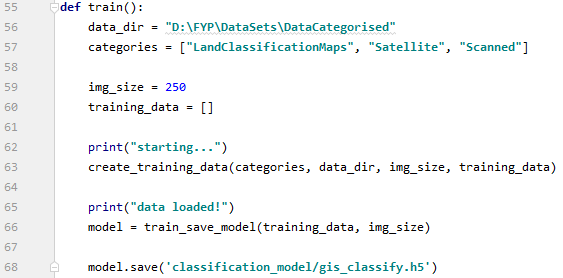 55 def train():
56 data_dir = "D:\FYP\DataSets\DataCategorised"
57 categories = ["LandClassificationMaps", "Satellite", "Scanned"]
58
59 img_size = 250
60 training_data = []
61
62 print("starting...")
63 create_training_data(categories, data_dir, img_size, training_data)
64
65 print("data loaded!")
66 model = train_save_model(training_data, img_size)
67
68 model.save('classification_model/gis_classify.h5')